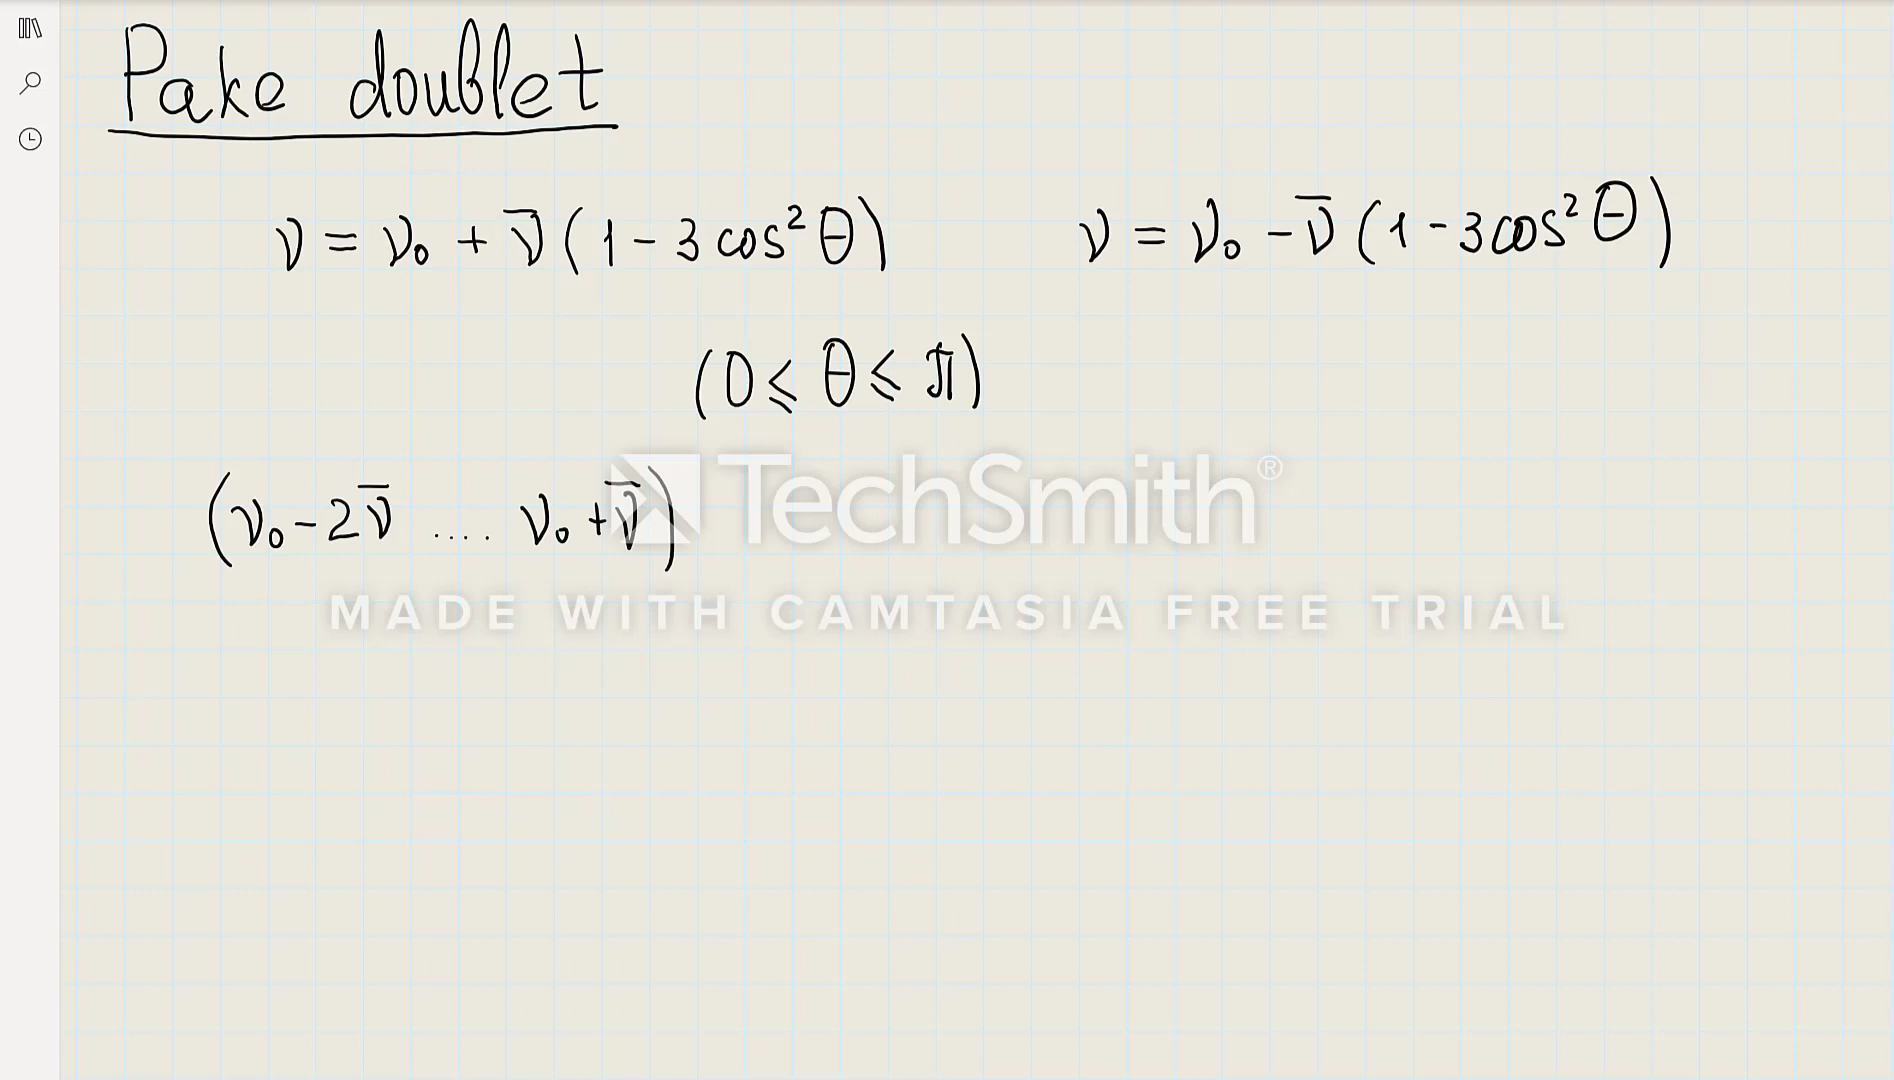 Pake doublet
ν = ν₀ + ν̅ (1 - 3 cos² θ) ν = ν₀ - ν̅ (1 - 3 cos² θ)
(0 ⩽ θ ⩽ π)
(ν₀ - 2ν̅ .... ν₀ + ν̅)
TechSmith®
MADE WITH CAMTASIA FREE TRIAL